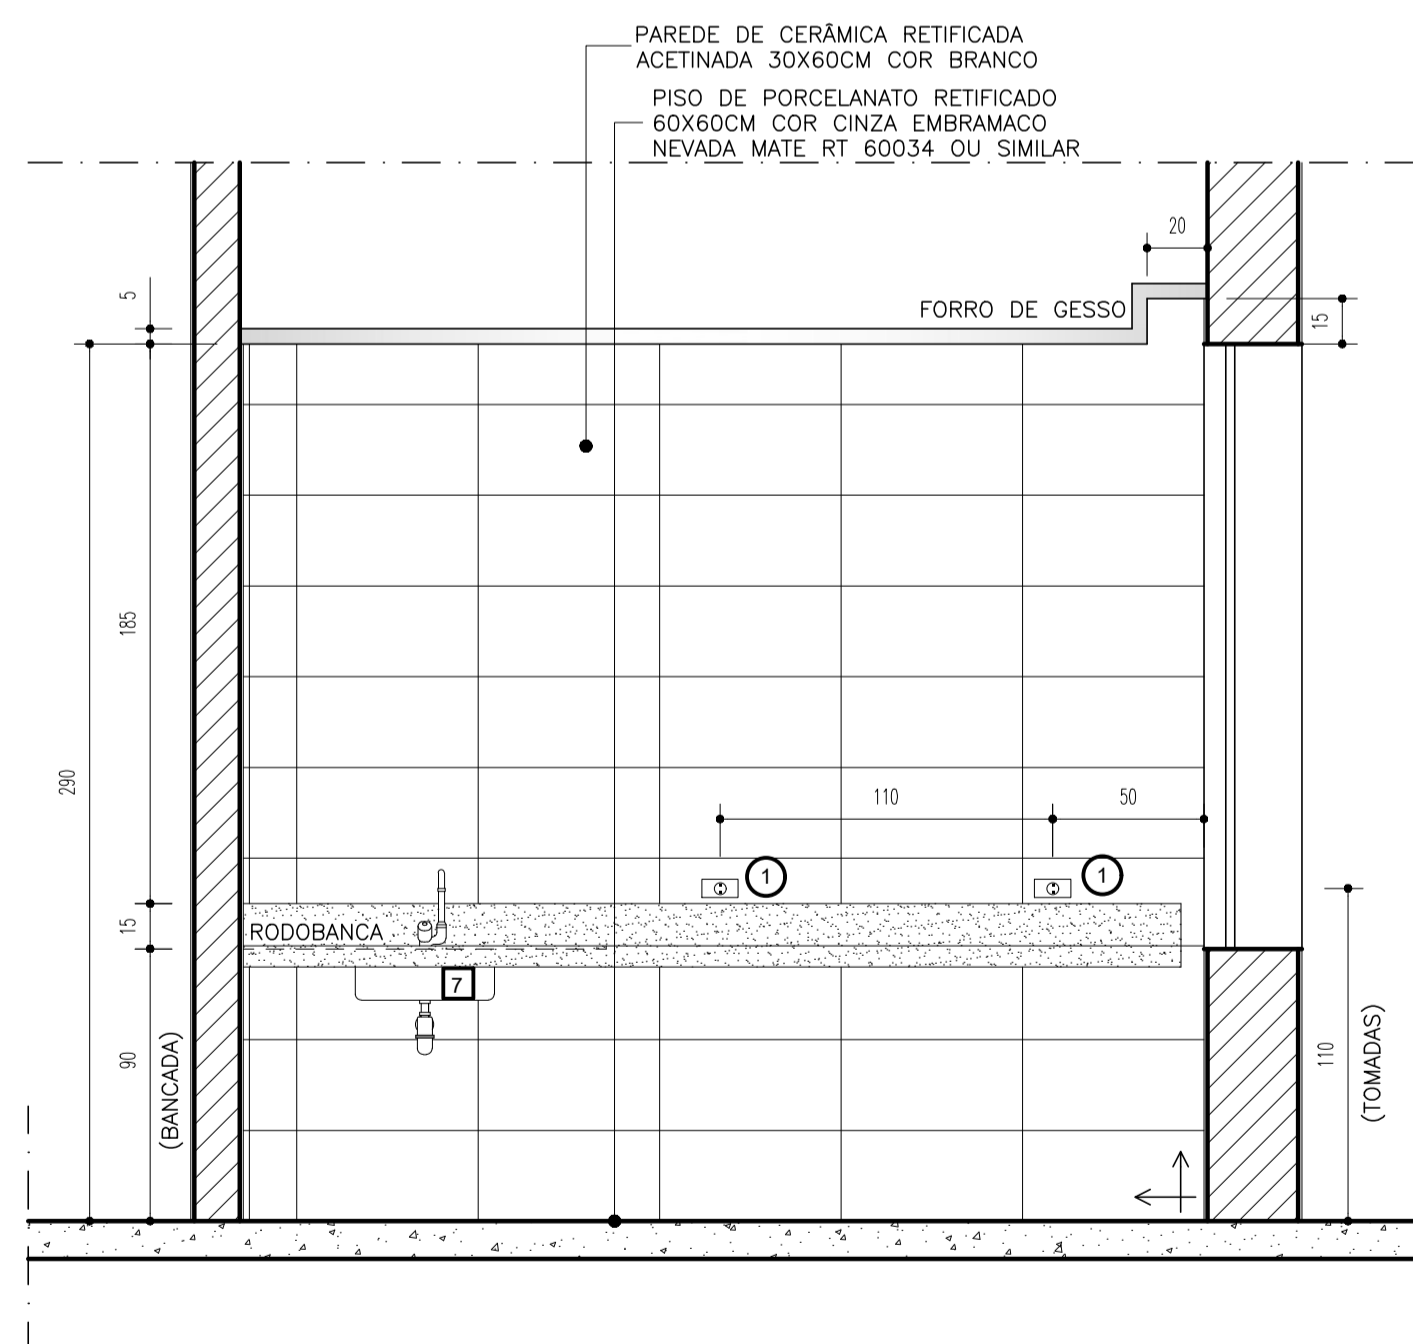 PAREDE DE CERÂMICA RETIFICADA
ACETINADA 30X60CM COR BRANCO
PISO DE PORCELANATO RETIFICADO
60X60CM COR CINZA EMBRAMACO
NEVADA MATE RT 60034 OU SIMILAR
20
5
FORRO DE GESSO
15
185
290
110
50
1
1
15
RODOBANCA
7
90
(BANCADA)
110
(TOMADAS)